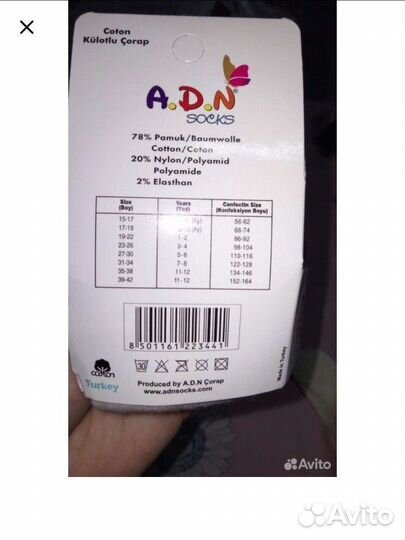 Coton
Külotlu Çorap
A.D.N
socks
78% Pamuk/Baumwolle
Cotton/Coton
20% Nylon/Polyamid
Polyamide
2% Elasthan
Size (Boy) Years (Yaş) Confectin Size (Konfeksiyon Boyu)
15-17 (Ay) 56-62
17-18 (Ay) 68-74
19-22 1-2 86-92
23-26 3-4 98-104
27-30 5-6 110-116
31-34 7-8 122-128
35-38 11-12 134-146
39-42 11-12 152-164
8 501161 223441
30
COTTON
Turkey
Produced by A.D.N Çorap
www.adnsocks.com
Made in Turkey
Avito
Avito